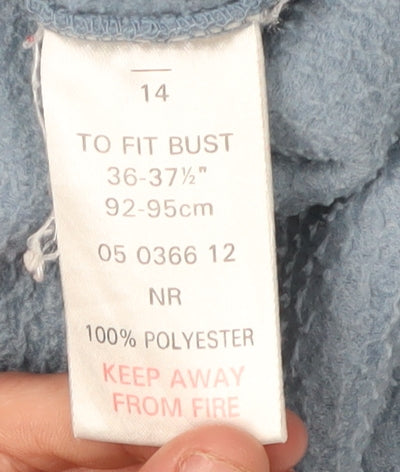 14
TO FIT BUST
36-37½"
92-95cm
05 0366 12
NR
100% POLYESTER
KEEP AWAY
FROM FIRE